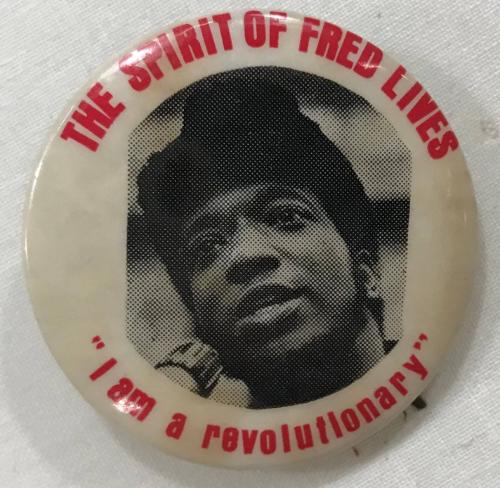 THE SPIRIT OF FRED LIVES
"I am a revolutionary"